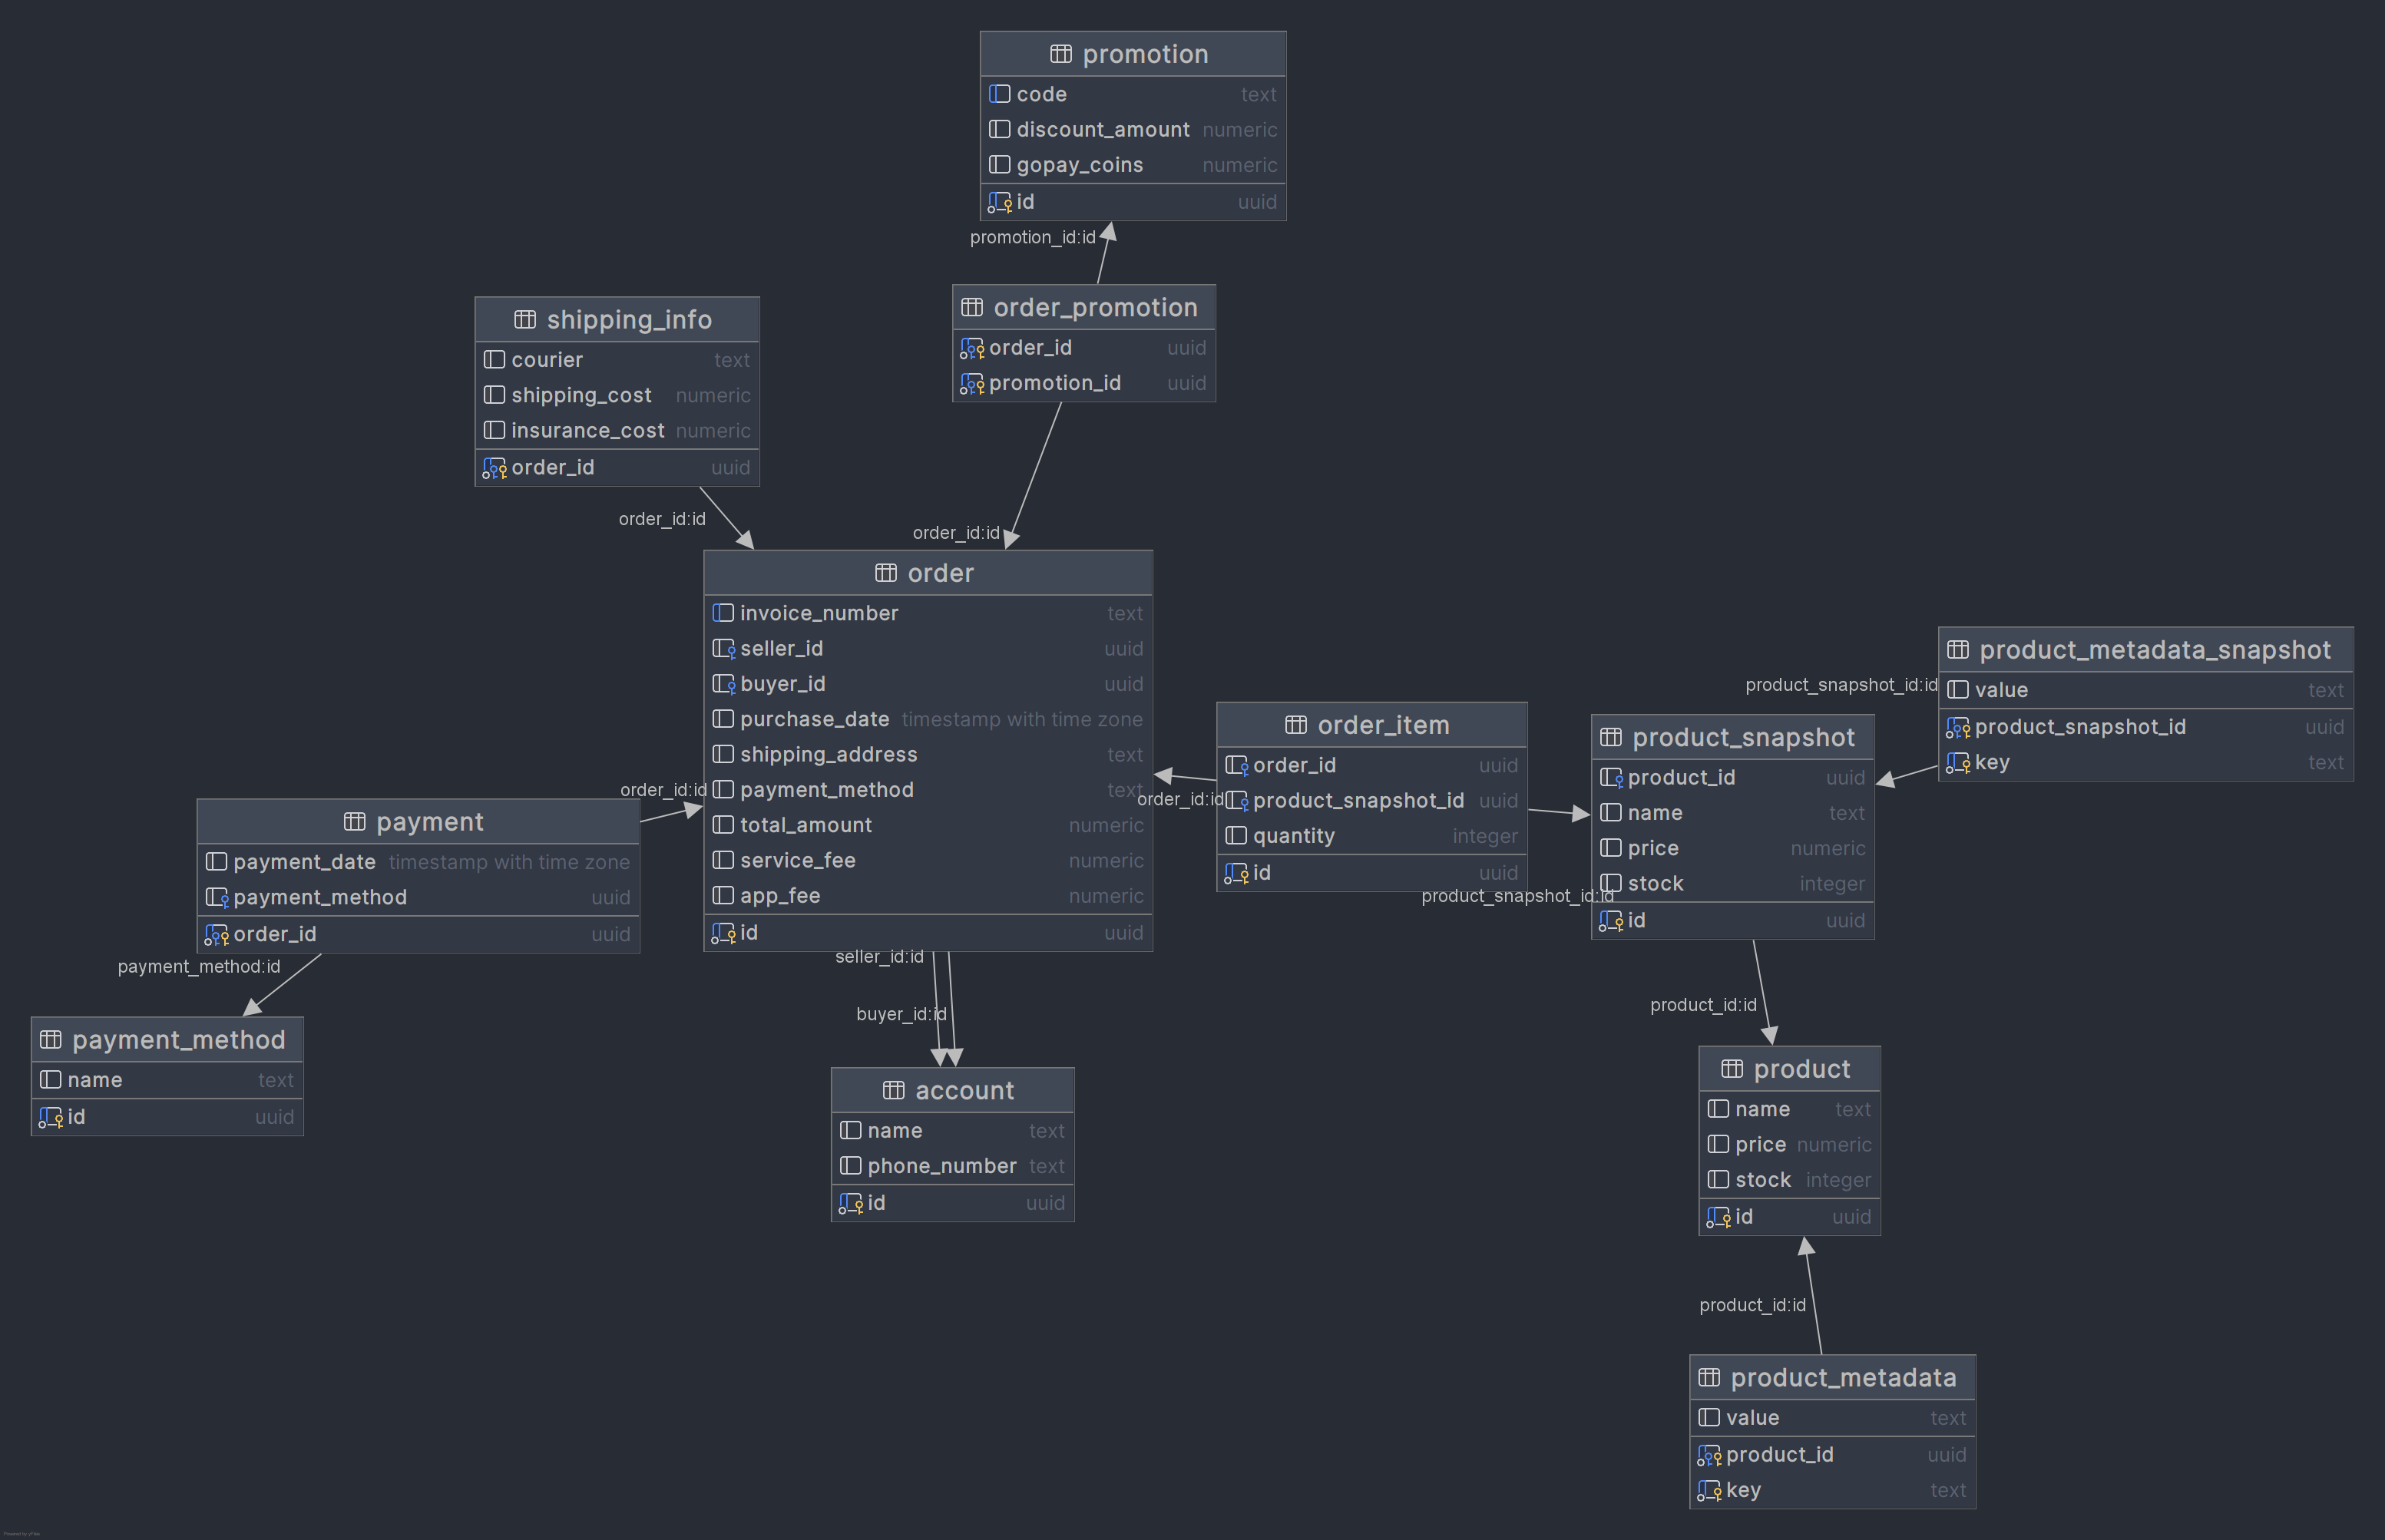 promotion
code text
discount_amount numeric
gopay_coins numeric
id uuid
promotion_id:id
order_promotion
order_id uuid
promotion_id uuid
order_id:id
shipping_info
courier text
shipping_cost numeric
insurance_cost numeric
order_id uuid
order_id:id
order
invoice_number text
seller_id uuid
buyer_id uuid
purchase_date timestamp with time zone
shipping_address text
payment_method text
total_amount numeric
service_fee numeric
app_fee numeric
id uuid
order_id:id
payment
payment_date timestamp with time zone
payment_method uuid
order_id uuid
payment_method:id
payment_method
name text
id uuid
seller_id:id
buyer_id:id
account
name text
phone_number text
id uuid
order_id:id
order_item
order_id uuid
product_snapshot_id uuid
quantity integer
id uuid
product_snapshot_id:id
product_snapshot
product_id uuid
name text
price numeric
stock integer
id uuid
product_snapshot_id:id
product_metadata_snapshot
value text
product_snapshot_id uuid
key text
product_id:id
product
name text
price numeric
stock integer
id uuid
product_id:id
product_metadata
value text
product_id uuid
key text
Powered by yFiles